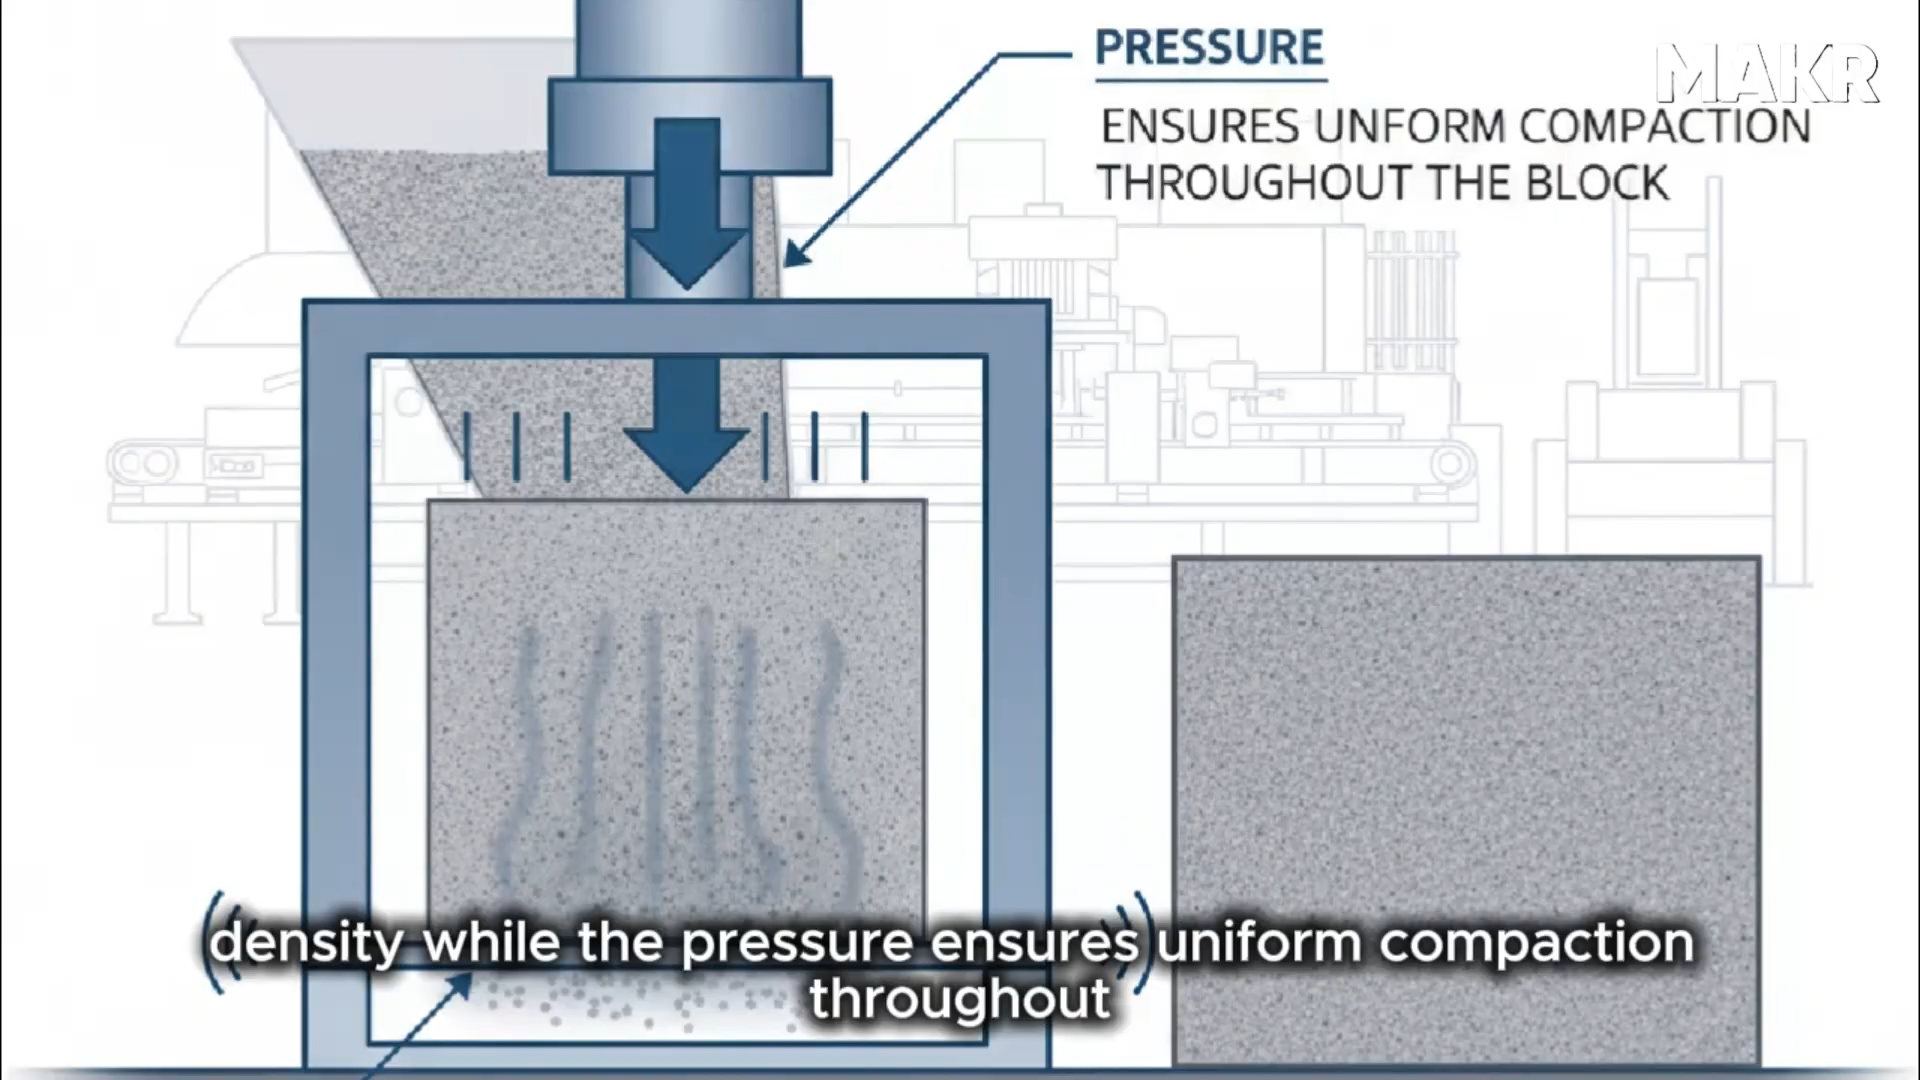 PRESSURE
MAKR
ENSURES UNFORM COMPACTION
THROUGHOUT THE BLOCK
density while the pressure ensures uniform compaction
throughout